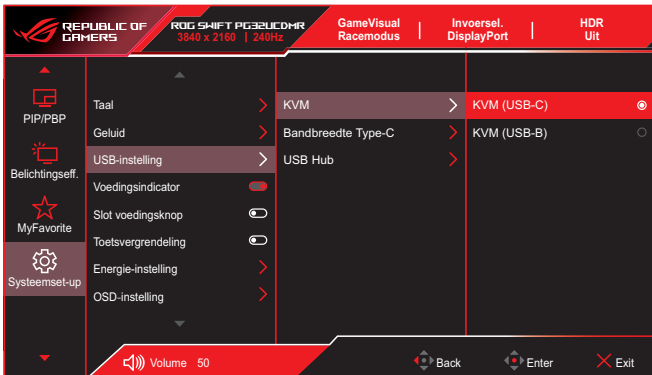 REPUBLIC OF
GAMERS
ROG SWIFT PG32UCDMR
3840 x 2160 | 240Hz
GameVisual
Racemodus
Invoersel.
DisplayPort
HDR
Uit
PIP/PBP
Belichtingseff.
MyFavorite
Systeemset-up
Taal
Geluid
USB-instelling
Voedingsindicator
Slot voedingsknop
Toetsvergrendeling
Energie-instelling
OSD-instelling
KVM
Bandbreedte Type-C
USB Hub
KVM (USB-C)
KVM (USB-B)
Volume 50
Back
Enter
Exit